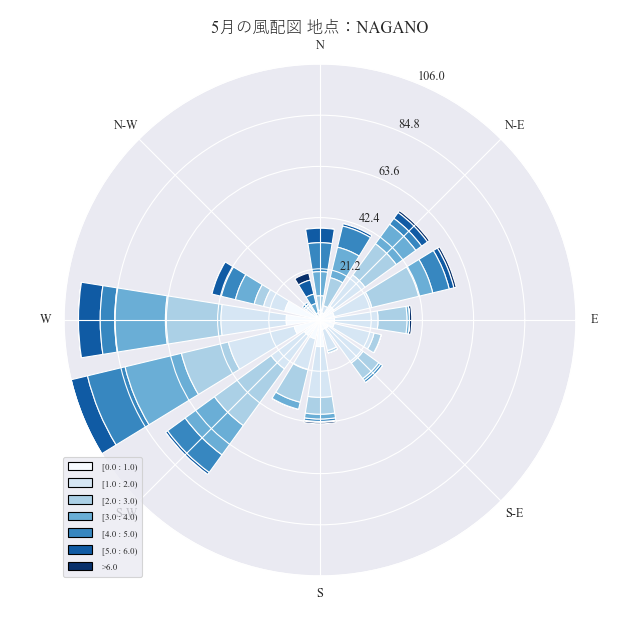 5月の風配図 地点：NAGANO
N
106.0
N-W
84.8
N-E
63.6
42.4
21.2
W
E
[0.0 : 1.0)
[1.0 : 2.0)
[2.0 : 3.0)
S-W
[3.0 : 4.0)
S-E
[4.0 : 5.0)
[5.0 : 6.0)
>6.0
S